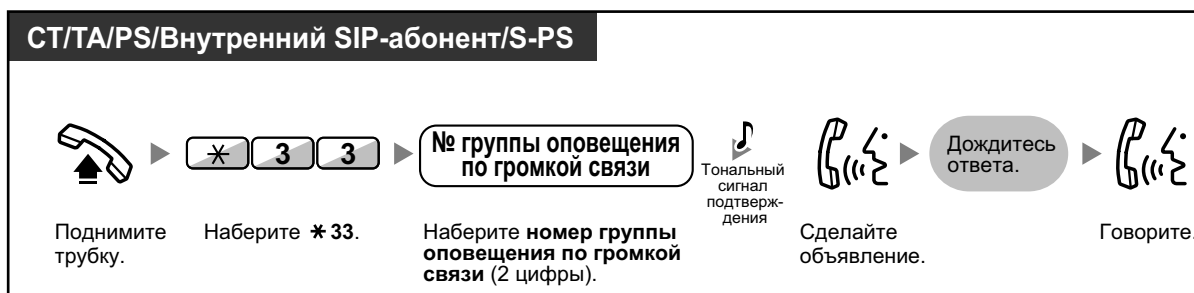 СТ/ТА/PS/Внутренний SIP-абонент/S-PS
✳ 3 3
№ группы оповещения
по громкой связи
Тональный
сигнал
подтверж-
дения
Дождитесь
ответа.
Поднимите
трубку.
Наберите ✳33.
Наберите номер группы
оповещения по громкой
связи (2 цифры).
Сделайте
объявление.
Говорите.